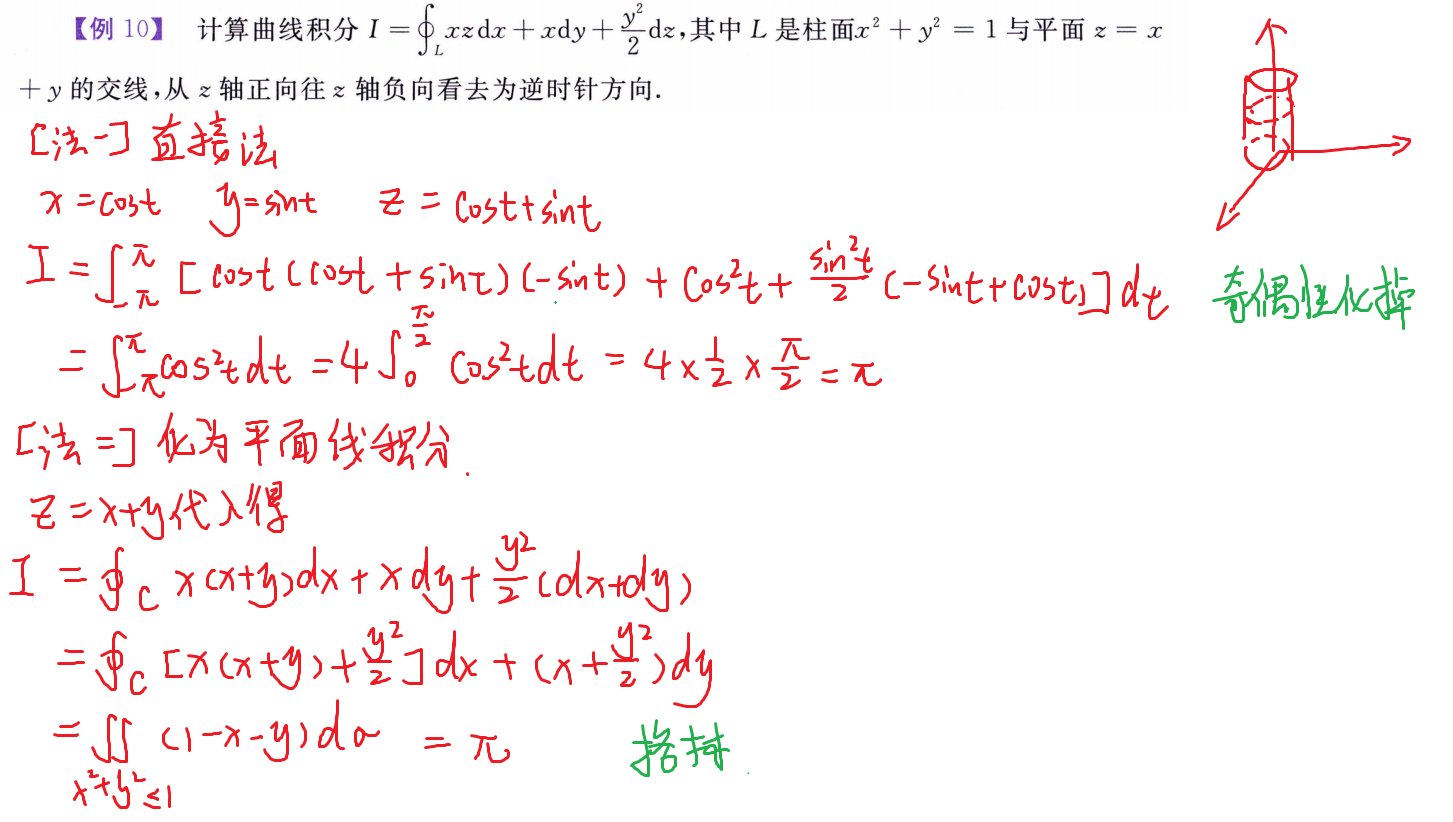 【例 10】 计算曲线积分 $I=\oint_L xz\mathrm{d}x+x\mathrm{d}y+\frac{y^2}{2}\mathrm{d}z$,其中 L 是柱面$x^2+y^2=1$ 与平面 $z=x$
$+y$ 的交线,从 z 轴正向往 z 轴负向看去为逆时针方向.
[法一] 直接法
$x=\cos t$ $y=\sin t$ $z=\cos t+\sin t$
$I=\int_{-\pi}^{\pi}[\cos t(\cos t+\sin t)(-\sin t)+\cos^2 t+\frac{\sin^2 t}{2}(-\sin t+\cos t)]dt$ 奇偶性化掉
$=\int_{-\pi}^{\pi}\cos^2 t dt=4\int_0^{\frac{\pi}{2}}\cos^2 t dt=4\times\frac{1}{2}\times\frac{\pi}{2}=\pi$
[法二] 化为平面线积分.
$z=x+y$代入得
$I=\oint_C x(x+y)dx+xdy+\frac{y^2}{2}(dx+dy)$
$=\oint_C[x(x+y)+\frac{y^2}{2}]dx+(x+\frac{y^2}{2})dy$
$=\iint_{x^2+y^2\leq 1}(1-x-y)d\sigma=\pi$ 格林